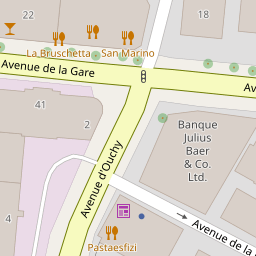 22
18
La Bruschetta
San Marino
Avenue de la Gare
Av
41
2
Banque
Julius
Baer
& Co.
Ltd.
Avenue d'Ouchy
Avenue de la
Pastaesfizi